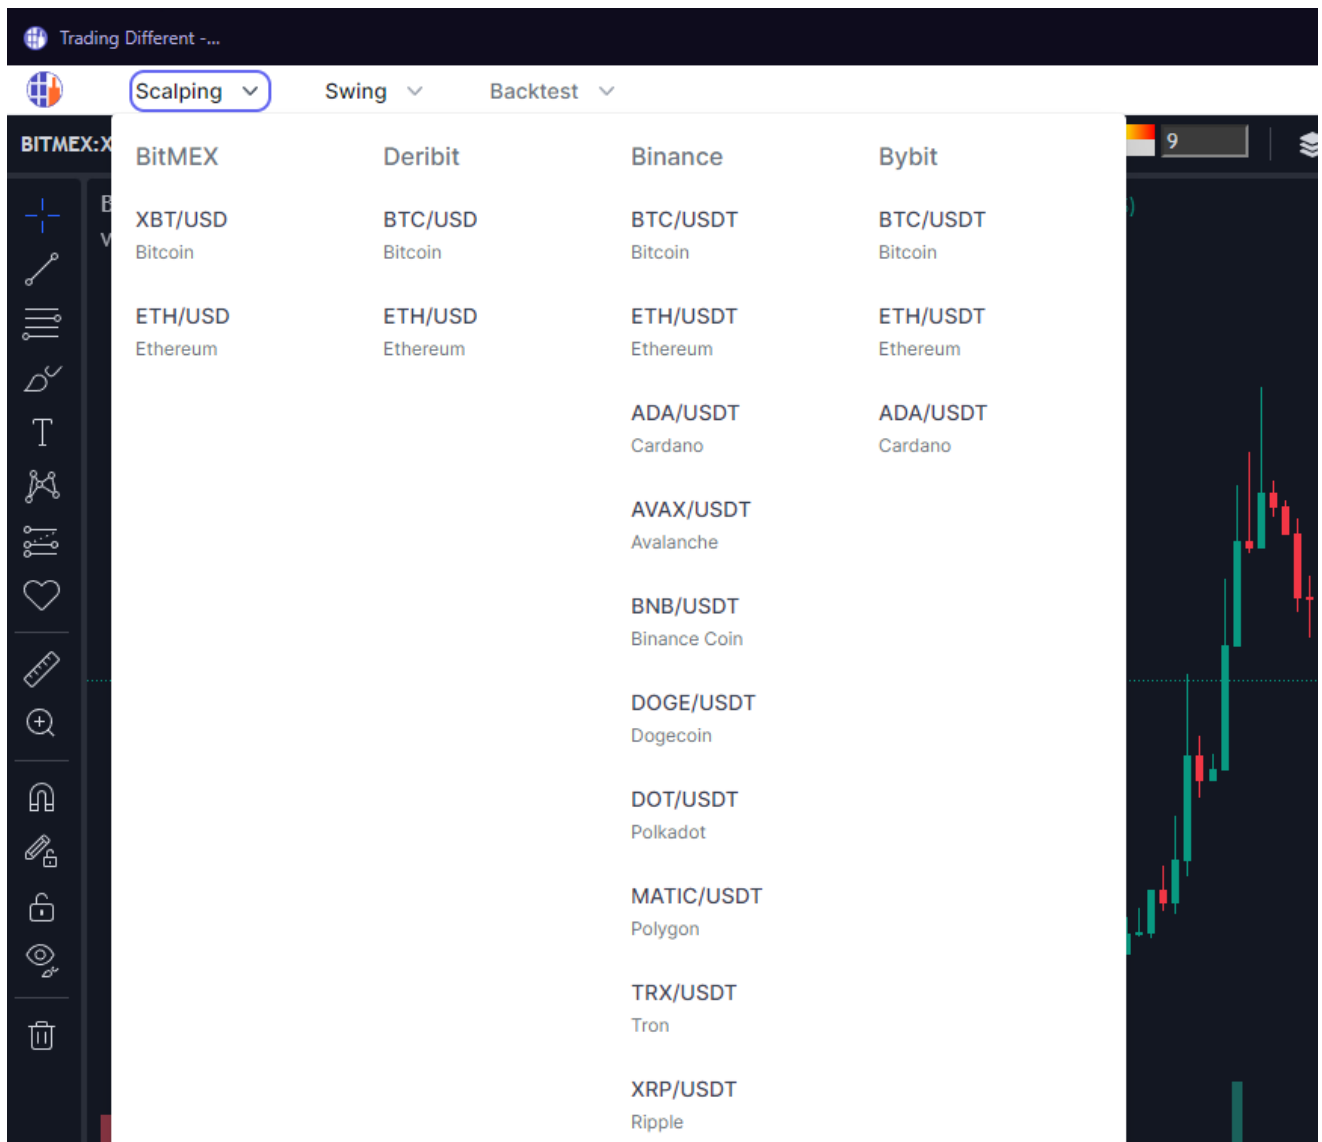 Trading Different -...
Scalping
Swing
Backtest
BITMEX:X
9
BitMEX
XBT/USD
Bitcoin
ETH/USD
Ethereum
Deribit
BTC/USD
Bitcoin
ETH/USD
Ethereum
Binance
BTC/USDT
Bitcoin
ETH/USDT
Ethereum
ADA/USDT
Cardano
AVAX/USDT
Avalanche
BNB/USDT
Binance Coin
DOGE/USDT
Dogecoin
DOT/USDT
Polkadot
MATIC/USDT
Polygon
TRX/USDT
Tron
XRP/USDT
Ripple
Bybit
BTC/USDT
Bitcoin
ETH/USDT
Ethereum
ADA/USDT
Cardano